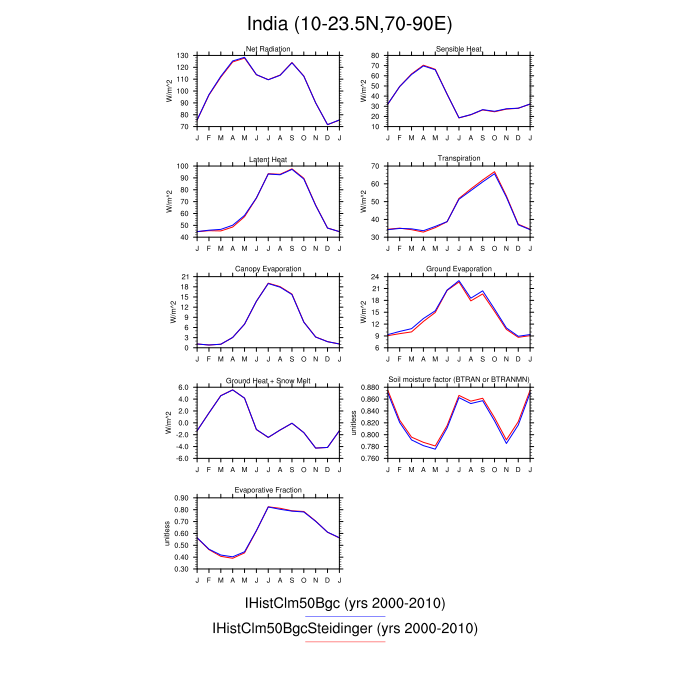 India (10-23.5N,70-90E)
Net Radiation
Sensible Heat
W/m^2
130
120
110
100
90
80
70
J F M A M J J A S O N D J
W/m^2
80
70
60
50
40
30
20
10
J F M A M J J A S O N D J
Latent Heat
Transpiration
W/m^2
100
90
80
70
60
50
40
J F M A M J J A S O N D J
W/m^2
70
60
50
40
30
J F M A M J J A S O N D J
Canopy Evaporation
Ground Evaporation
W/m^2
21
18
15
12
9
6
3
0
J F M A M J J A S O N D J
W/m^2
24
21
18
15
12
9
6
J F M A M J J A S O N D J
Ground Heat + Snow Melt
Soil moisture factor (BTRAN or BTRANMN)
W/m^2
6.0
4.0
2.0
0.0
-2.0
-4.0
-6.0
J F M A M J J A S O N D J
unitless
0.880
0.860
0.840
0.820
0.800
0.780
0.760
J F M A M J J A S O N D J
Evaporative Fraction
unitless
0.90
0.80
0.70
0.60
0.50
0.40
0.30
J F M A M J J A S O N D J
IHistClm50Bgc (yrs 2000-2010)
IHistClm50BgcSteidinger (yrs 2000-2010)